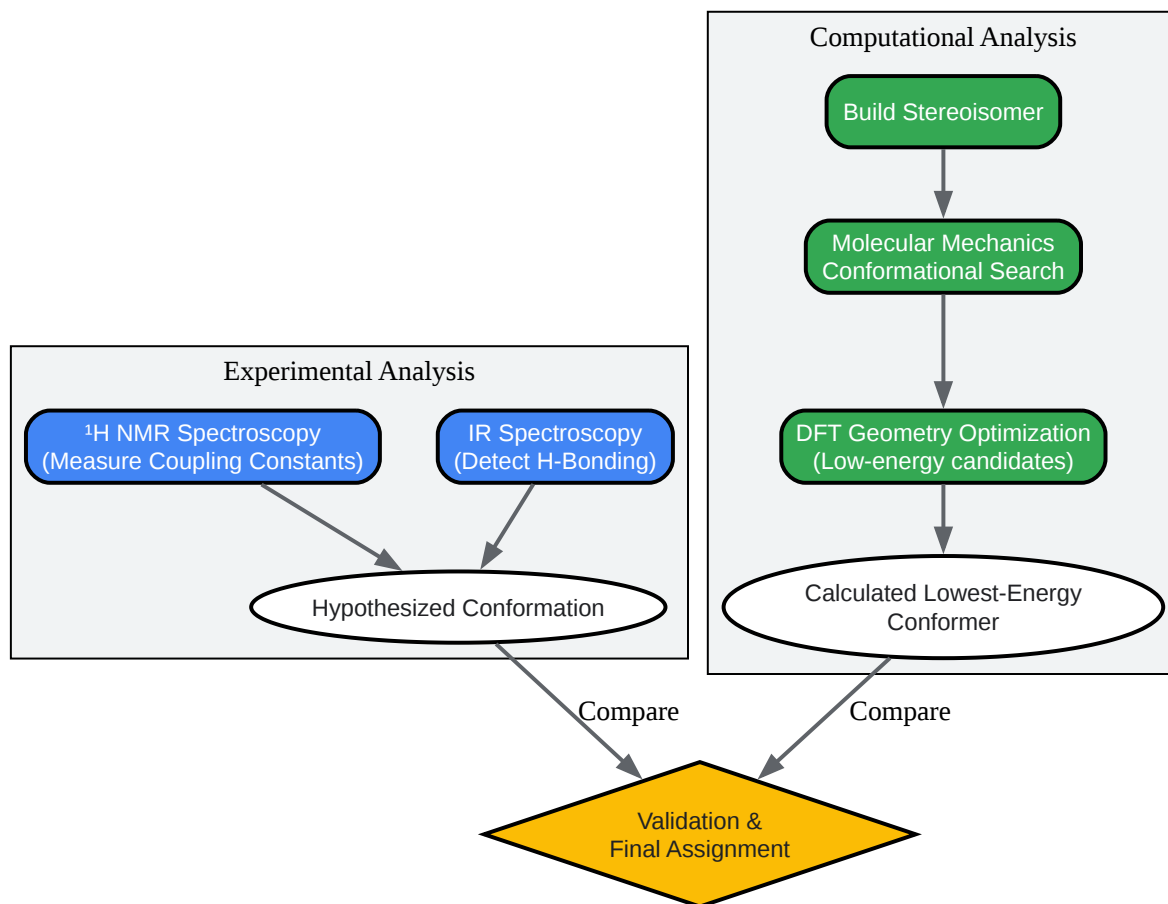 Computational Analysis
Build Stereoisomer
Molecular Mechanics
Conformational Search
DFT Geometry Optimization
(Low-energy candidates)
Calculated Lowest-Energy
Conformer
Experimental Analysis
¹H NMR Spectroscopy
(Measure Coupling Constants)
IR Spectroscopy
(Detect H-Bonding)
Hypothesized Conformation
Compare
Compare
Validation &
Final Assignment